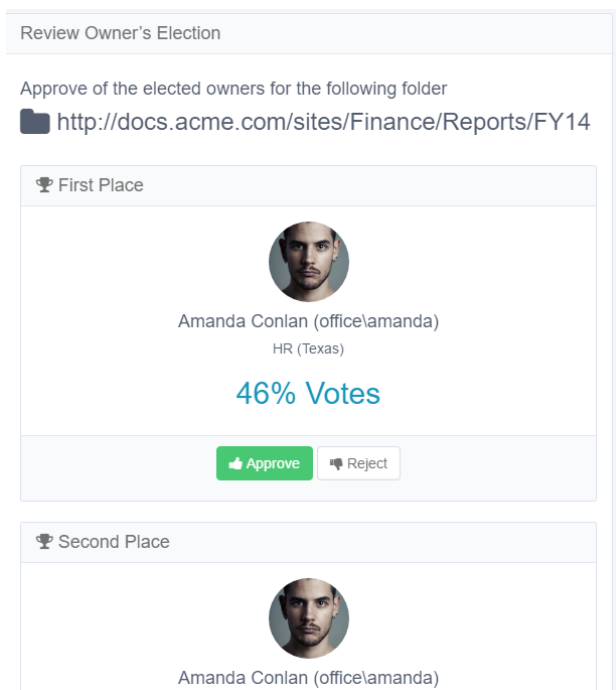 Review Owner's Election
Approve of the elected owners for the following folder
http://docs.acme.com/sites/Finance/Reports/FY14
First Place
Amanda Conlan (office\amanda)
HR (Texas)
46% Votes
Approve Reject
Second Place
Amanda Conlan (office\amanda)